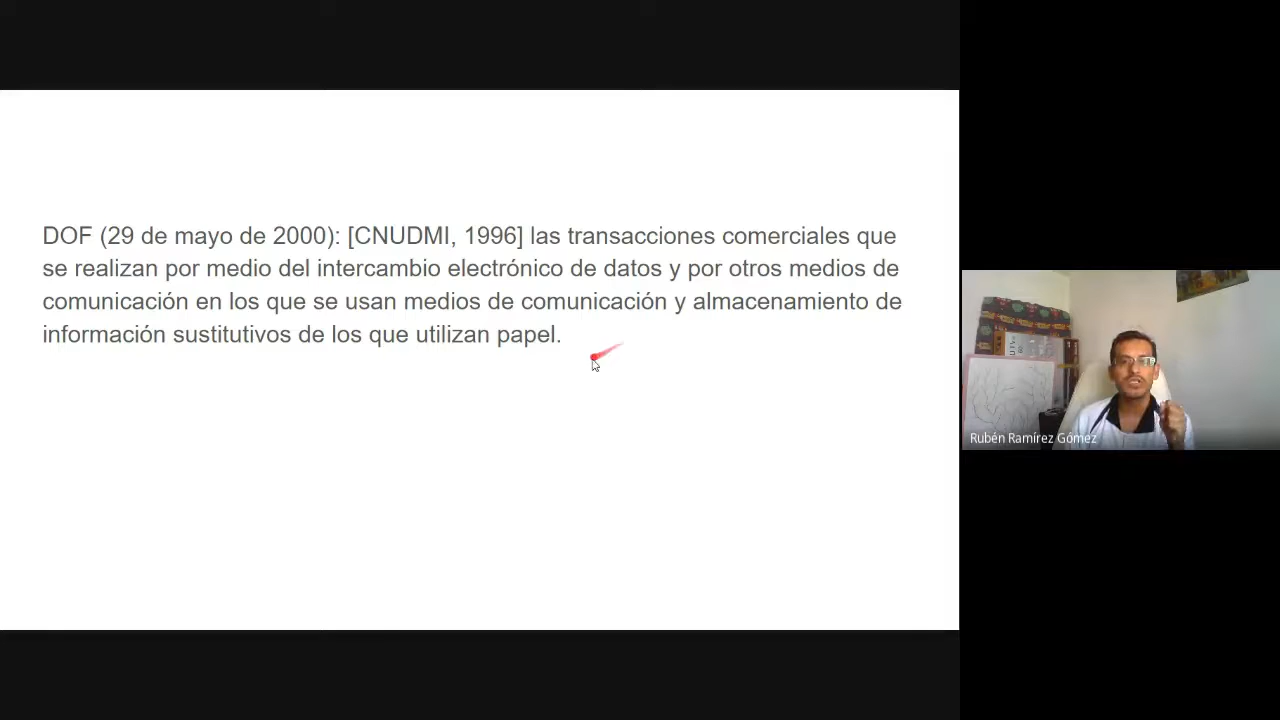 DOF (29 de mayo de 2000): [CNUDMI, 1996] las transacciones comerciales que
se realizan por medio del intercambio electrónico de datos y por otros medios de
comunicación en los que se usan medios de comunicación y almacenamiento de
información sustitutivos de los que utilizan papel.
Rubén Ramírez Gómez